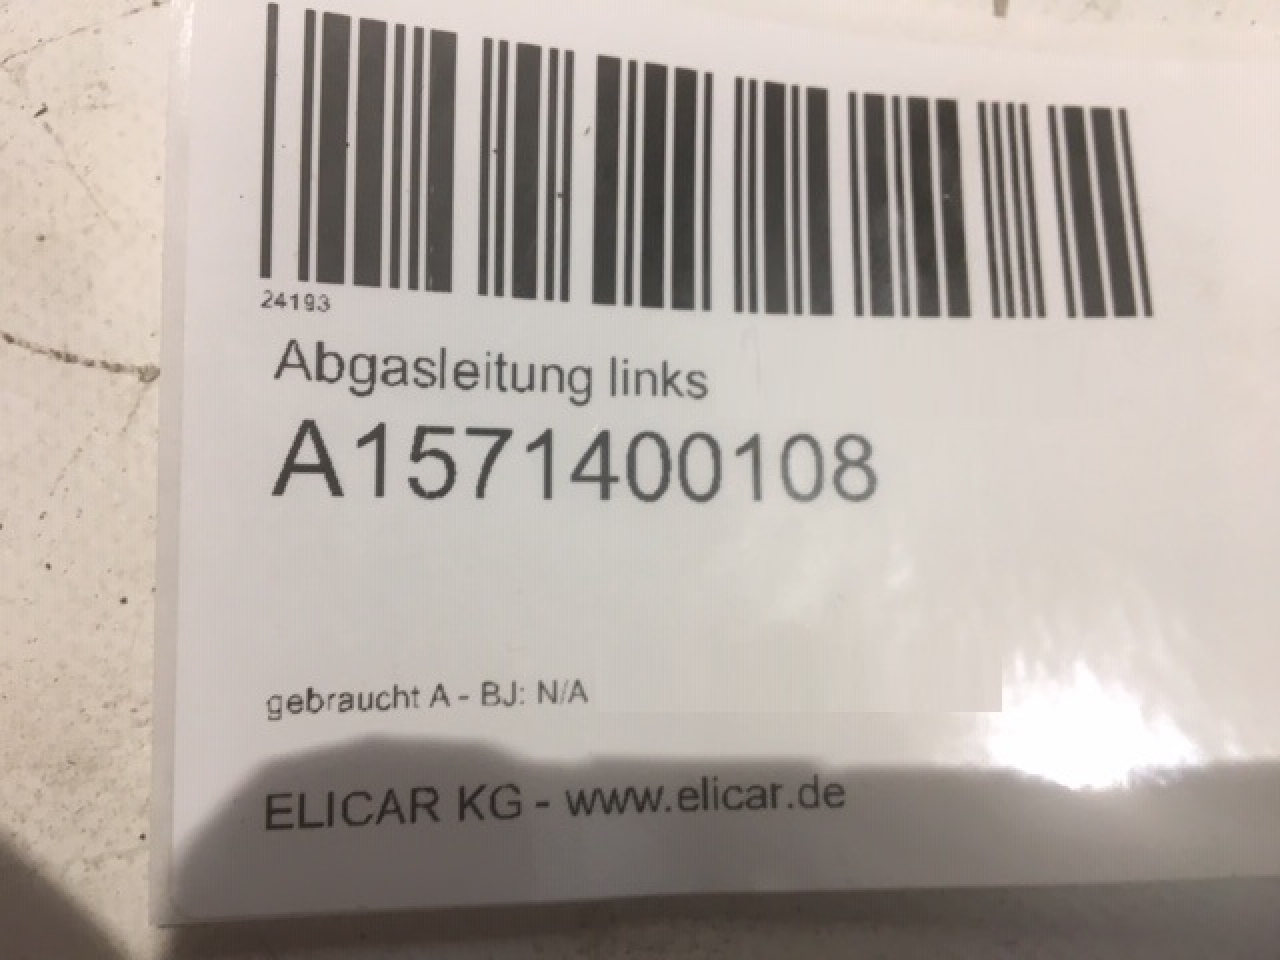 24193
Abgasleitung links
A1571400108
gebraucht A - BJ: N/A
ELICAR KG - www.elicar.de